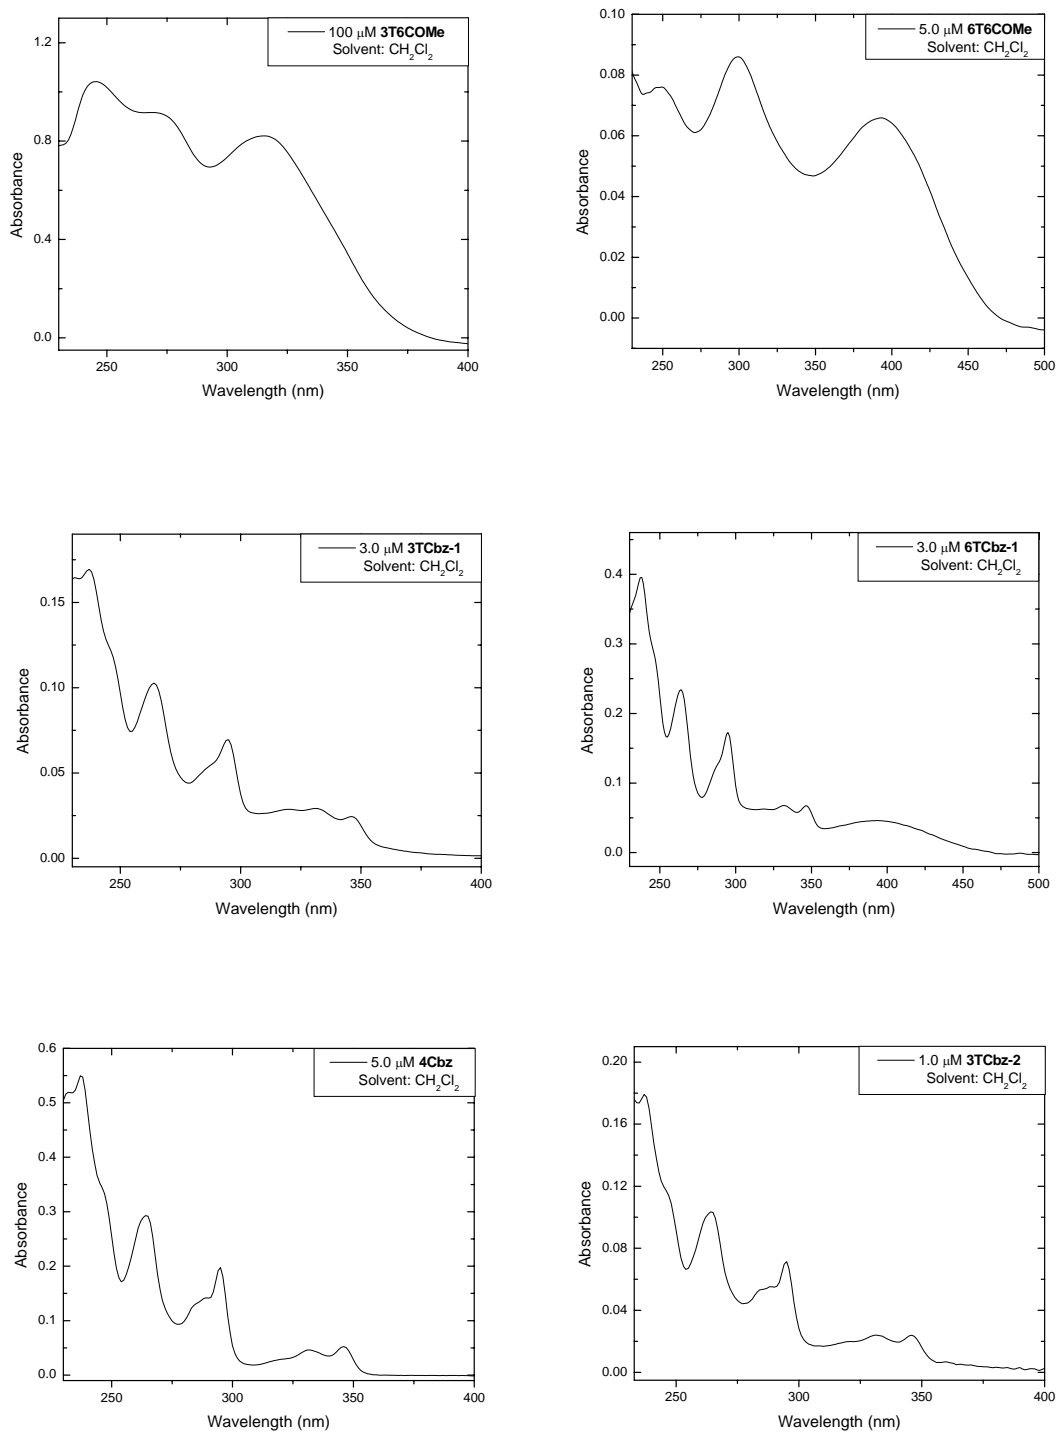 100 μM 3T6COMe
Solvent: CH2Cl2
1.2
0.8
0.4
0.0
Absorbance
250 300 350 400
Wavelength (nm)
5.0 μM 6T6COMe
Solvent: CH2Cl2
0.10
0.08
0.06
0.04
0.02
0.00
Absorbance
250 300 350 400 450 500
Wavelength (nm)
3.0 μM 3TCbz-1
Solvent: CH2Cl2
0.15
0.10
0.05
0.00
Absorbance
250 300 350 400
Wavelength (nm)
3.0 μM 6TCbz-1
Solvent: CH2Cl2
0.4
0.3
0.2
0.1
0.0
Absorbance
250 300 350 400 450 500
Wavelength (nm)
5.0 μM 4Cbz
Solvent: CH2Cl2
0.6
0.5
0.4
0.3
0.2
0.1
0.0
Absorbance
250 300 350 400
Wavelength (nm)
1.0 μM 3TCbz-2
Solvent: CH2Cl2
0.20
0.16
0.12
0.08
0.04
0.00
Absorbance
250 300 350 400
Wavelength (nm)